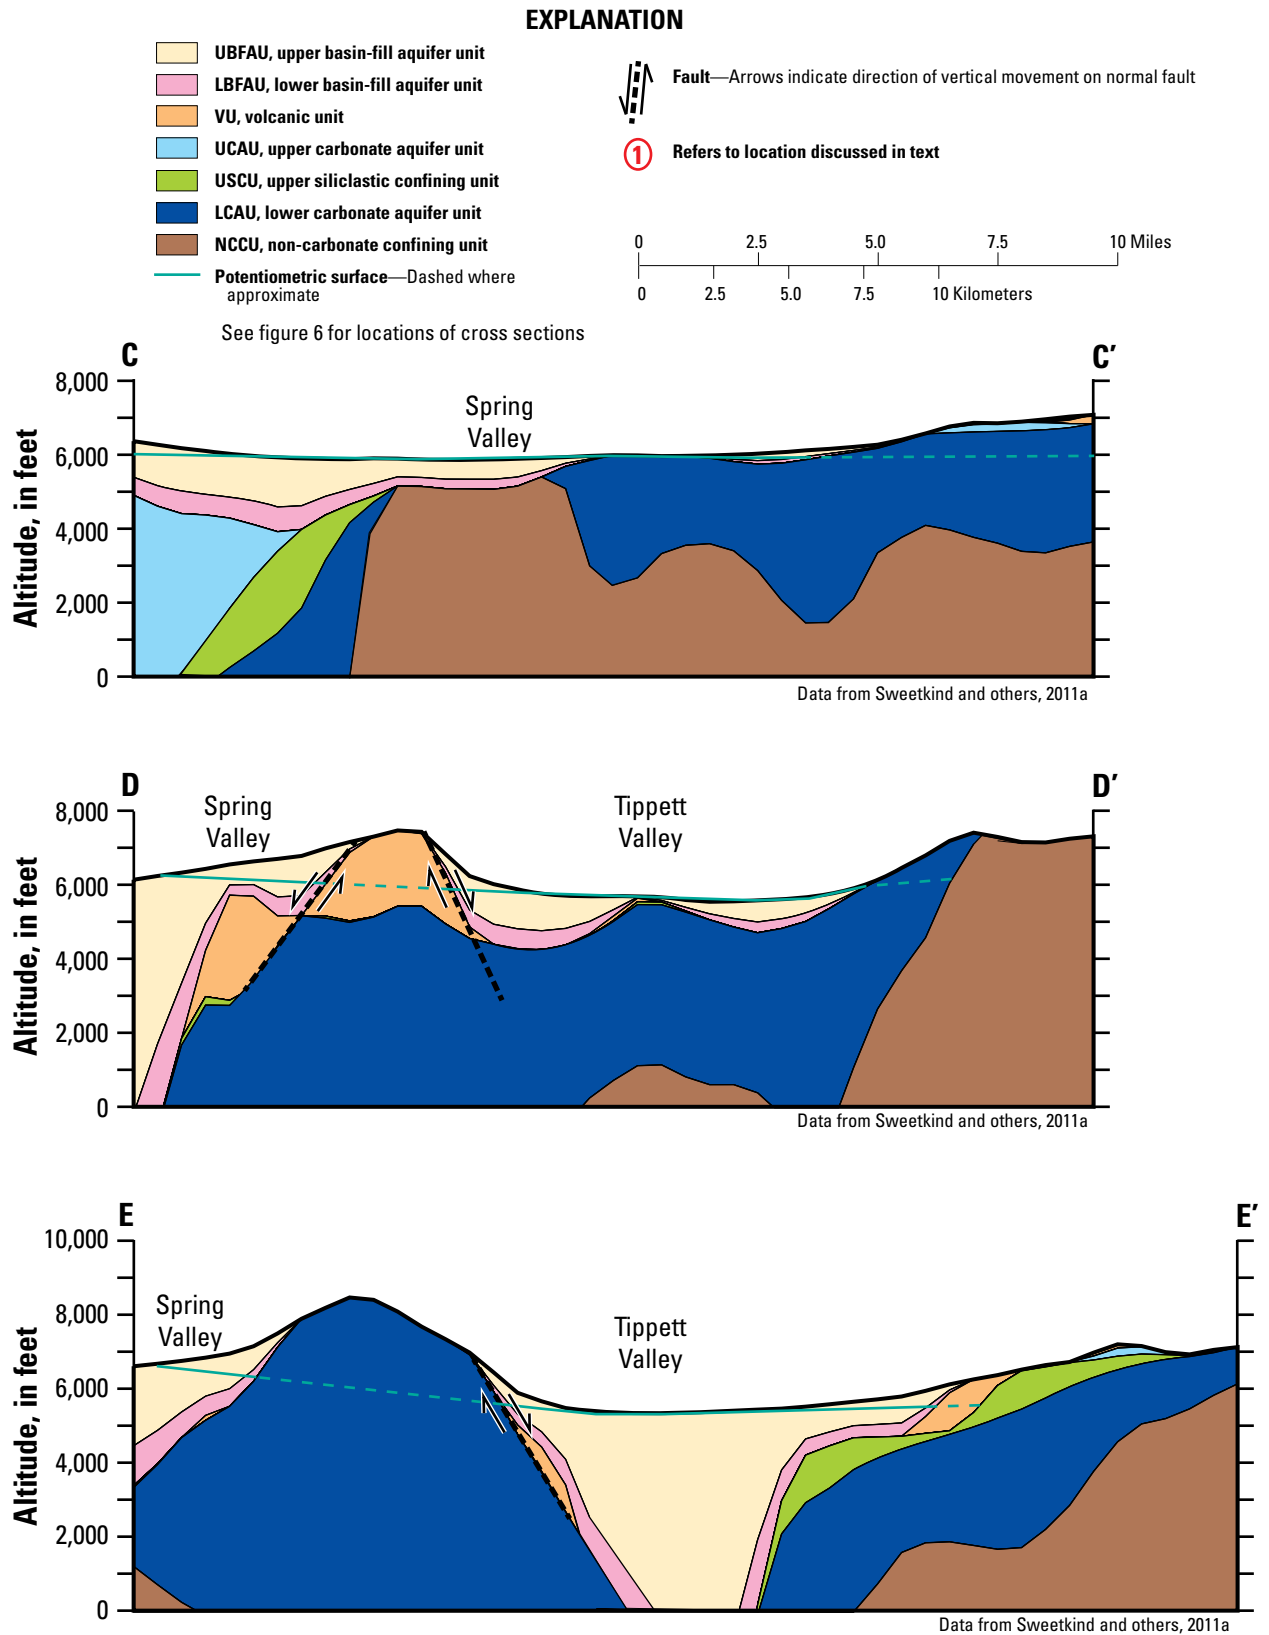 EXPLANATION
UBFAU, upper basin-fill aquifer unit
LBFAU, lower basin-fill aquifer unit
VU, volcanic unit
UCAU, upper carbonate aquifer unit
USCU, upper siliclastic confining unit
LCAU, lower carbonate aquifer unit
NCCU, non-carbonate confining unit
Potentiometric surface—Dashed where
approximate
See figure 6 for locations of cross sections
Fault—Arrows indicate direction of vertical movement on normal fault
1 Refers to location discussed in text
0 2.5 5.0 7.5 10 Miles
0 2.5 5.0 7.5 10 Kilometers
C C’
Altitude, in feet
8,000
6,000
4,000
2,000
0
Spring
Valley
Data from Sweetkind and others, 2011a
D D’
Altitude, in feet
8,000
6,000
4,000
2,000
0
Spring
Valley
Tippett
Valley
Data from Sweetkind and others, 2011a
E E’
Altitude, in feet
10,000
8,000
6,000
4,000
2,000
0
Spring
Valley
Tippett
Valley
Data from Sweetkind and others, 2011a